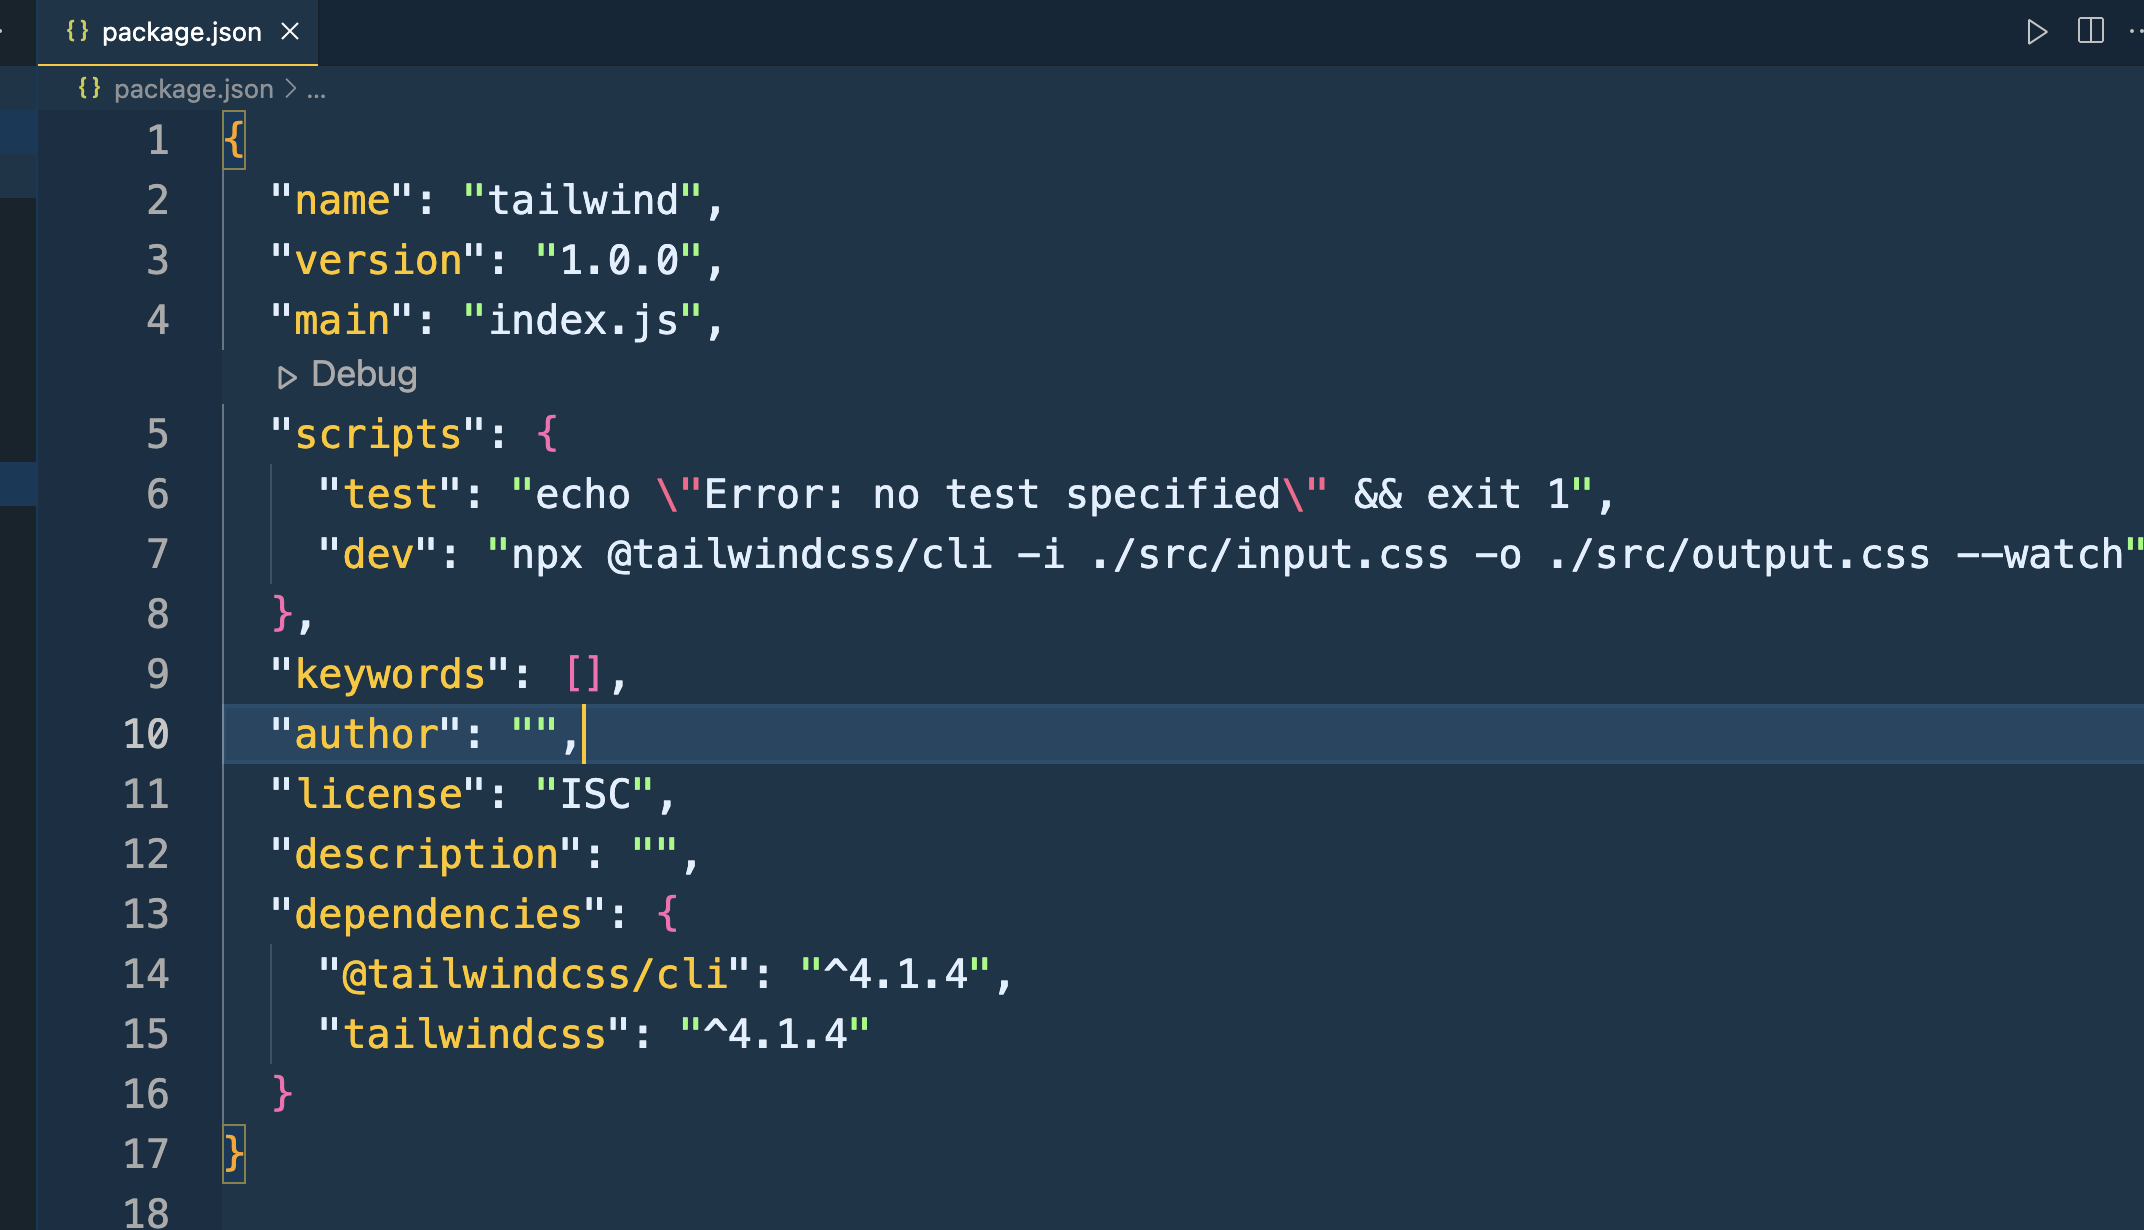 {} package.json ×
{} package.json > ...
1 {
2 "name": "tailwind",
3 "version": "1.0.0",
4 "main": "index.js",
Debug
5 "scripts": {
6 "test": "echo \"Error: no test specified\" && exit 1",
7 "dev": "npx @tailwindcss/cli -i ./src/input.css -o ./src/output.css --watch"
8 },
9 "keywords": [],
10 "author": "",
11 "license": "ISC",
12 "description": "",
13 "dependencies": {
14 "@tailwindcss/cli": "^4.1.4",
15 "tailwindcss": "^4.1.4"
16 }
17 }
18